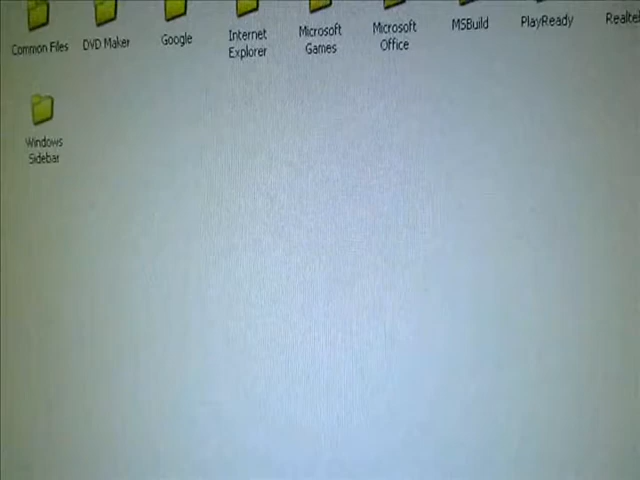 Common Files
DVD Maker
Google
Internet
Explorer
Microsoft
Games
Microsoft
Office
MSBuild
PlayReady
Windows
Sidebar